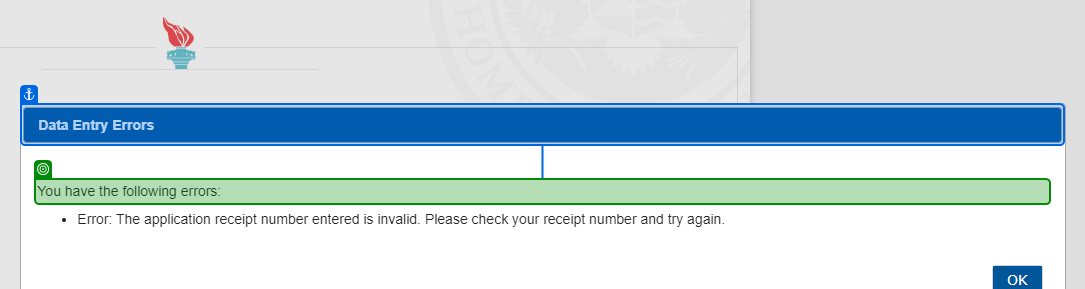 HOM
Data Entry Errors
You have the following errors:
Error: The application receipt number entered is invalid. Please check your receipt number and try again.
OK